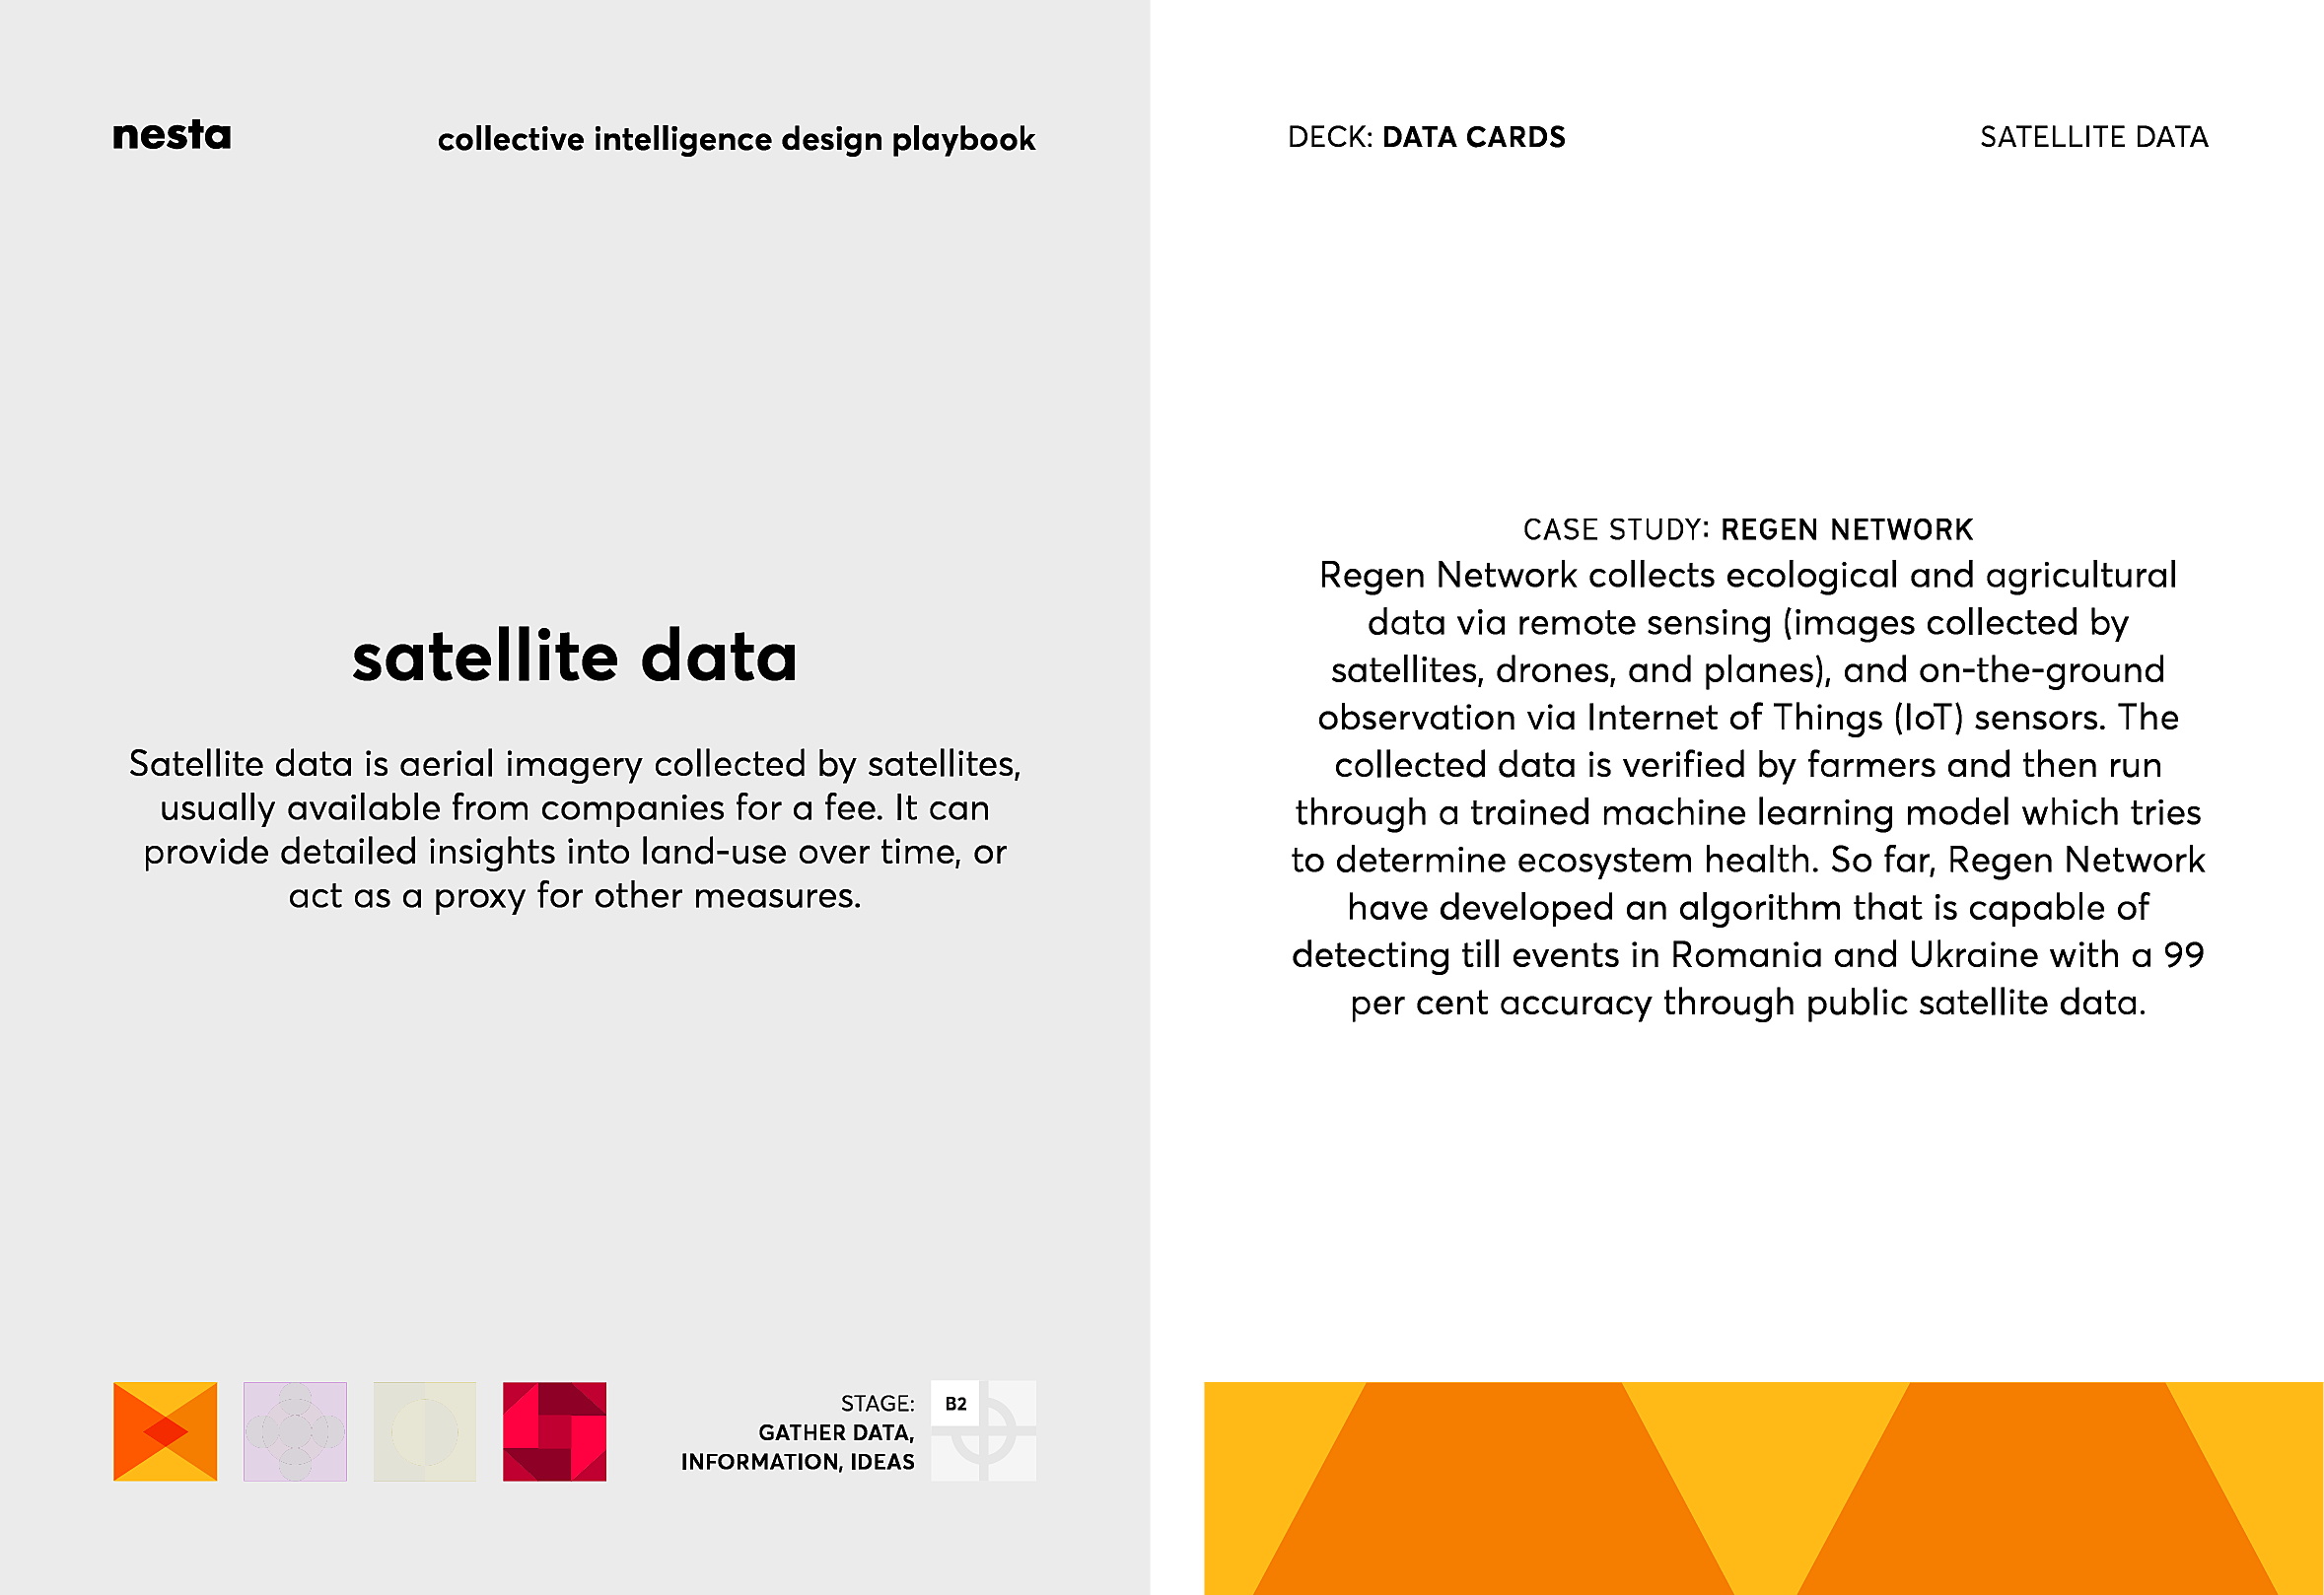 nesta
collective intelligence design playbook
satellite data
Satellite data is aerial imagery collected by satellites,
usually available from companies for a fee. It can
provide detailed insights into land-use over time, or
act as a proxy for other measures.
STAGE:
GATHER DATA,
INFORMATION, IDEAS
B2
DECK: DATA CARDS
SATELLITE DATA
CASE STUDY: REGEN NETWORK
Regen Network collects ecological and agricultural
data via remote sensing (images collected by
satellites, drones, and planes), and on-the-ground
observation via Internet of Things (IoT) sensors. The
collected data is verified by farmers and then run
through a trained machine learning model which tries
to determine ecosystem health. So far, Regen Network
have developed an algorithm that is capable of
detecting till events in Romania and Ukraine with a 99
per cent accuracy through public satellite data.